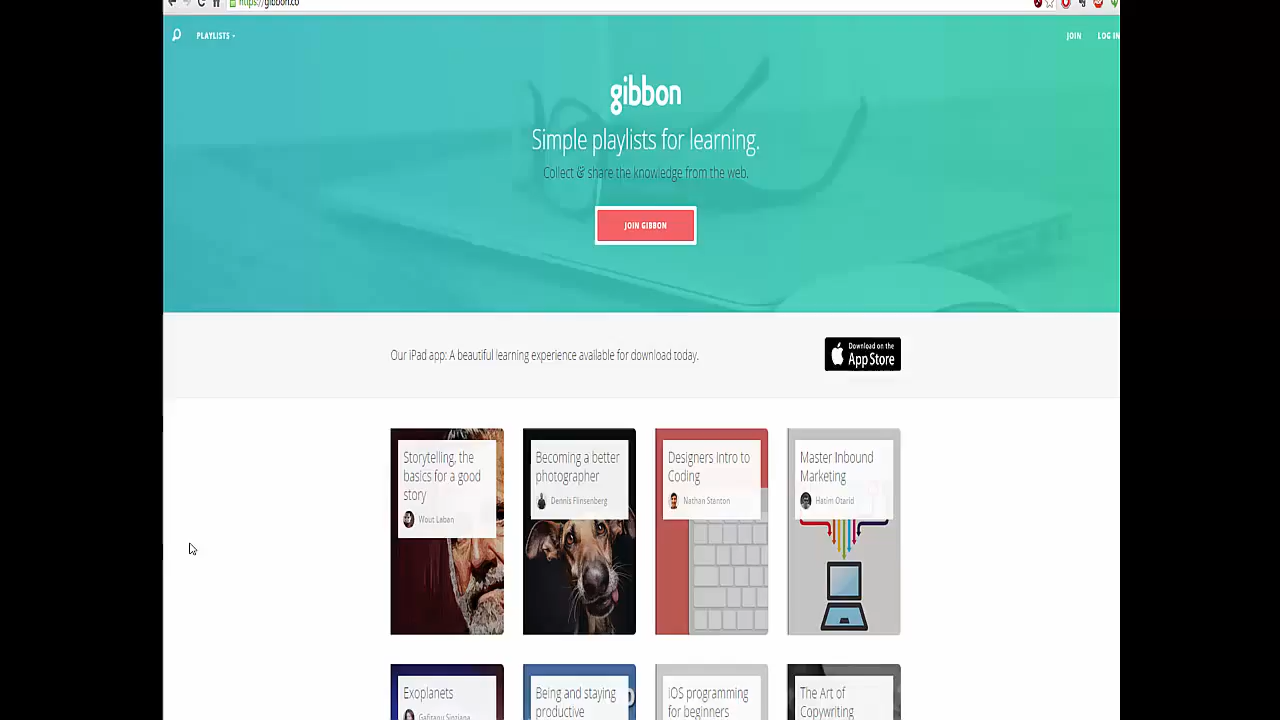 https://gibbon.co
PLAYLISTS
JOIN
LOG IN
gibbon
Simple playlists for learning.
Collect & share the knowledge from the web.
JOIN GIBBON
Our iPad app: A beautiful learning experience available for download today.
Download on the
App Store
Storytelling, the
basics for a good
story
Wout Laban
Becoming a better
photographer
Dennis Flinsenberg
Designers Intro to
Coding
Nathan Stanton
Master Inbound
Marketing
Hatim Otarid
Exoplanets
Being and staying
productive
iOS programming
for beginners
The Art of
Copywriting